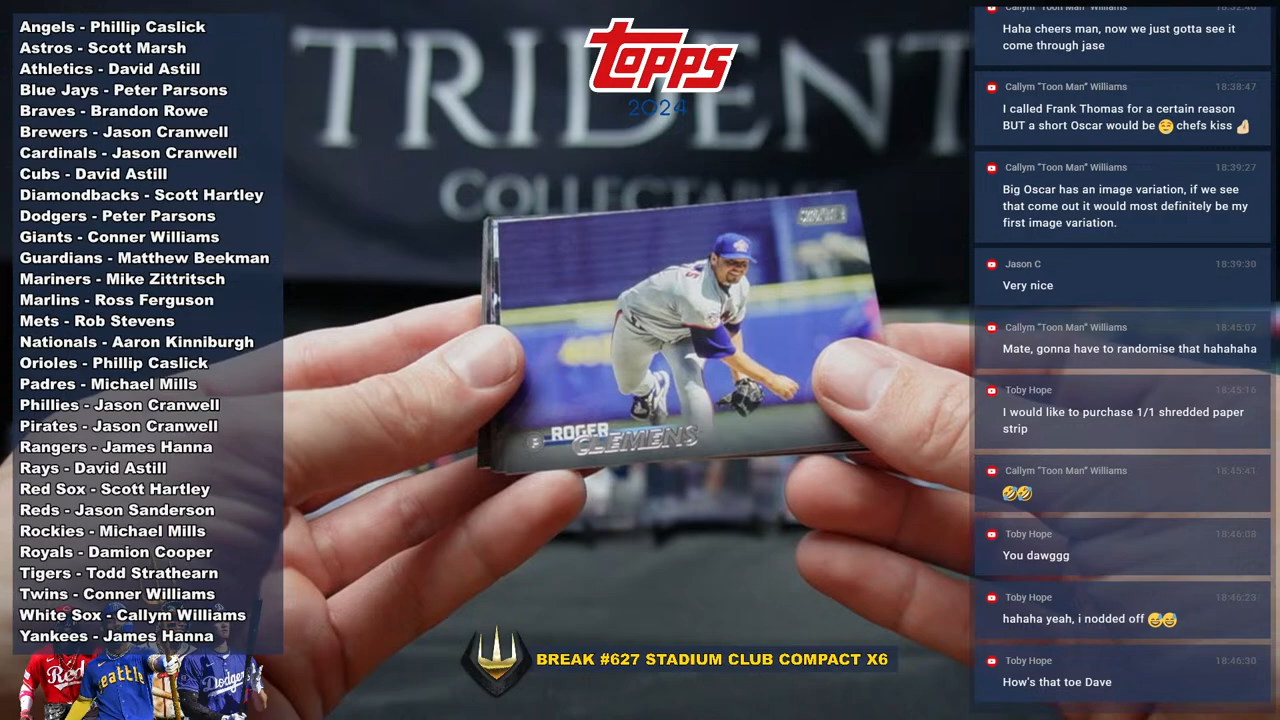 Angels - Phillip Caslick
Astros - Scott Marsh
Athletics - David Astill
Blue Jays - Peter Parsons
Braves - Brandon Rowe
Brewers - Jason Cranwell
Cardinals - Jason Cranwell
Cubs - David Astill
Diamondbacks - Scott Hartley
Dodgers - Peter Parsons
Giants - Conner Williams
Guardians - Matthew Beekman
Mariners - Mike Zittritsch
Marlins - Ross Ferguson
Mets - Rob Stevens
Nationals - Aaron Kinniburgh
Orioles - Phillip Caslick
Padres - Michael Mills
Phillies - Jason Cranwell
Pirates - Jason Cranwell
Rangers - James Hanna
Rays - David Astill
Red Sox - Scott Hartley
Reds - Jason Sanderson
Rockies - Michael Mills
Royals - Damion Cooper
Tigers - Todd Strathearn
Twins - Conner Williams
White Sox - Callym Williams
Yankees - James Hanna
Reds
Seattle
Dodgers
TRIDENT
COLLECTABLES
topps
2024
P ROGER
CLEMENS
BREAK #627 STADIUM CLUB COMPACT X6
Callym "Toon Man" Williams 18:32:40
Haha cheers man, now we just gotta see it
come through jase
Callym "Toon Man" Williams 18:38:47
I called Frank Thomas for a certain reason
BUT a short Oscar would be ☺️ chefs kiss 🤌🏻
Callym "Toon Man" Williams 18:39:27
Big Oscar has an image variation, if we see
that come out it would most definitely be my
first image variation.
Jason C 18:39:30
Very nice
Callym "Toon Man" Williams 18:45:07
Mate, gonna have to randomise that hahahaha
Toby Hope 18:45:16
I would like to purchase 1/1 shredded paper
strip
Callym "Toon Man" Williams 18:45:41
🤣🤣
Toby Hope 18:46:08
You dawggg
Toby Hope 18:46:23
hahaha yeah, i nodded off 😅😅
Toby Hope 18:46:30
How's that toe Dave